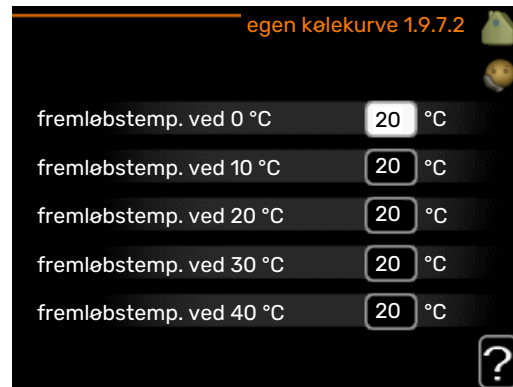 egen kølekurve 1.9.7.2
fremløbstemp. ved 0 °C 20 °C
fremløbstemp. ved 10 °C 20 °C
fremløbstemp. ved 20 °C 20 °C
fremløbstemp. ved 30 °C 20 °C
fremløbstemp. ved 40 °C 20 °C
?